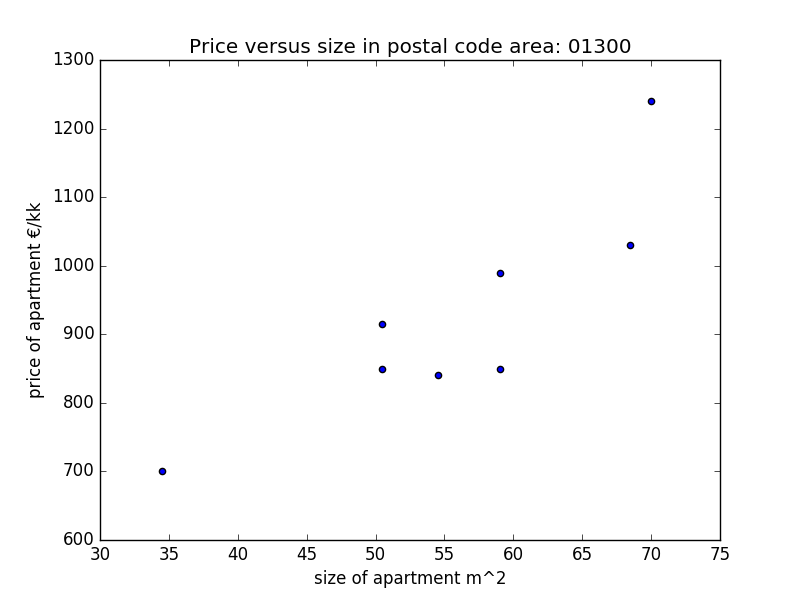 Price versus size in postal code area: 01300
1300
1200
1100
1000
900
800
700
600
price of apartment €/kk
30 35 40 45 50 55 60 65 70 75
size of apartment m^2